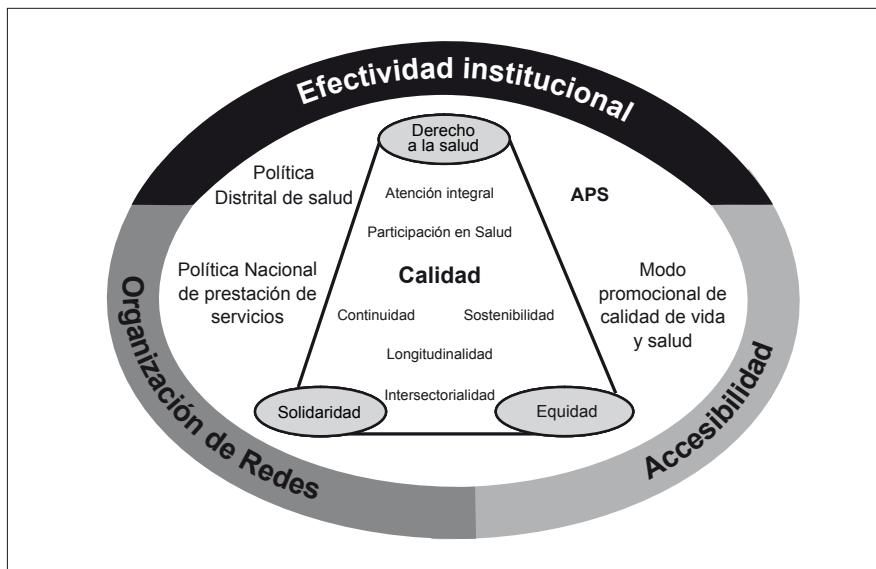 Efectividad institucional
Derecho
a la salud
Política
Distrital de salud
Atención integral
APS
Participación en Salud
Política Nacional
de prestación de
servicios
Calidad
Modo
promocional de
calidad de vida
y salud
Continuidad
Sostenibilidad
Longitudinalidad
Intersectorialidad
Solidaridad
Equidad
Organización de Redes
Accesibilidad